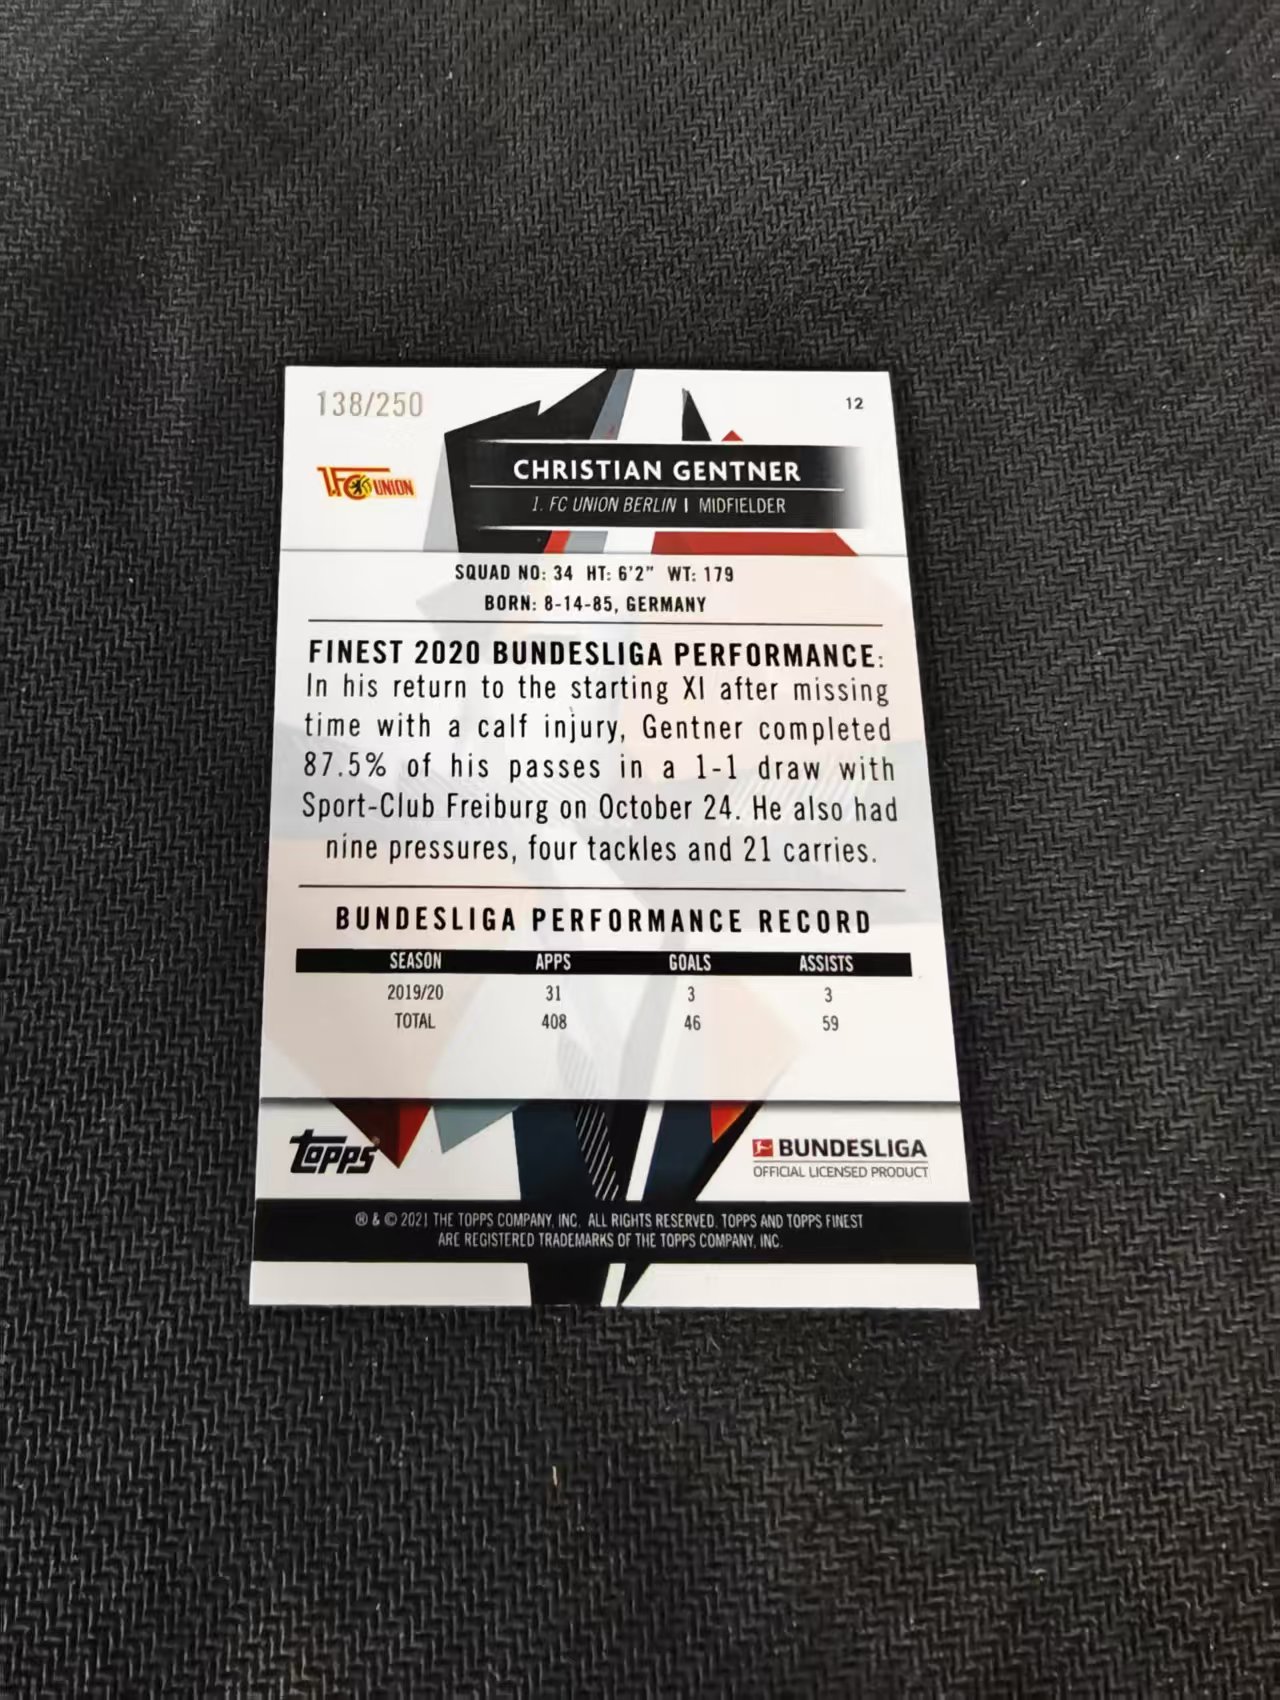 138/250
12
1.FC UNION
CHRISTIAN GENTNER
1. FC UNION BERLIN | MIDFIELDER
SQUAD NO: 34 HT: 6'2" WT: 179
BORN: 8-14-85, GERMANY
FINEST 2020 BUNDESLIGA PERFORMANCE:
In his return to the starting XI after missing
time with a calf injury, Gentner completed
87.5% of his passes in a 1-1 draw with
Sport-Club Freiburg on October 24. He also had
nine pressures, four tackles and 21 carries.
BUNDESLIGA PERFORMANCE RECORD
SEASON APPS GOALS ASSISTS
2019/20 31 3 3
TOTAL 408 46 59
topps®
BUNDESLIGA
OFFICIAL LICENSED PRODUCT
® & © 2021 THE TOPPS COMPANY, INC. ALL RIGHTS RESERVED. TOPPS AND TOPPS FINEST
ARE REGISTERED TRADEMARKS OF THE TOPPS COMPANY, INC.